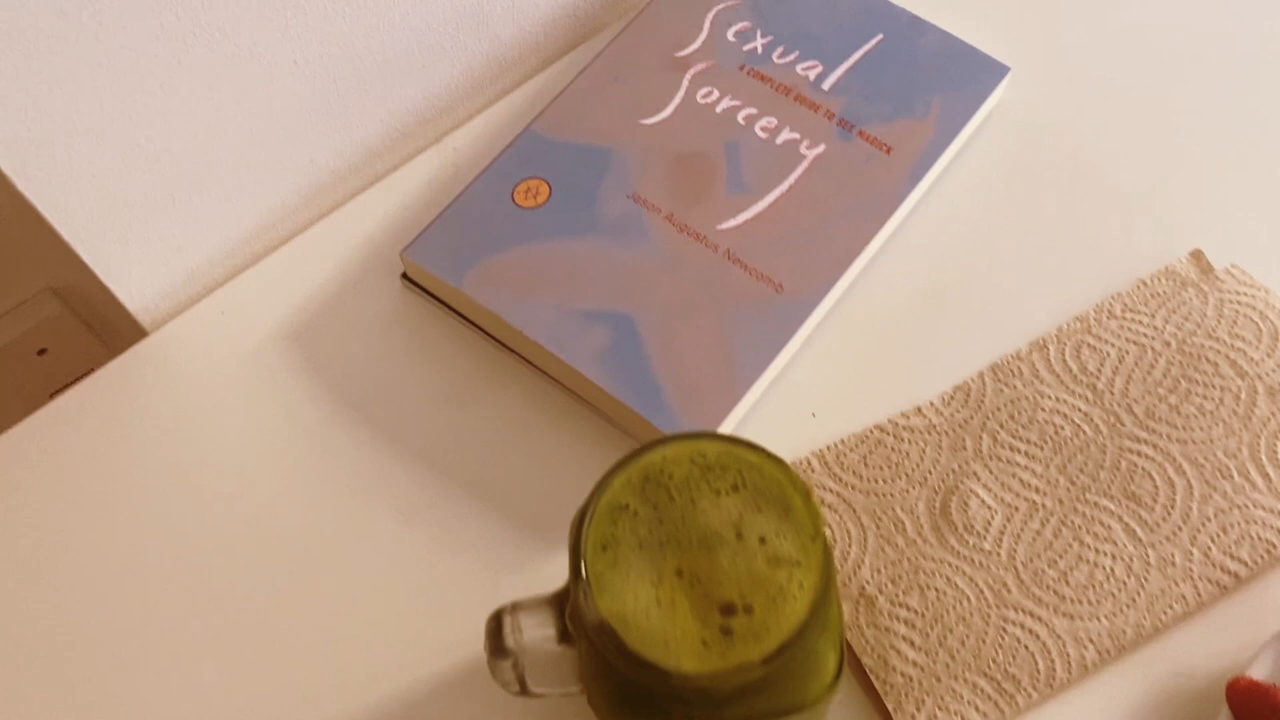 Sexual
A COMPLETE GUIDE TO SEX MAGICK
Sorcery
Jason Augustus Newcomb